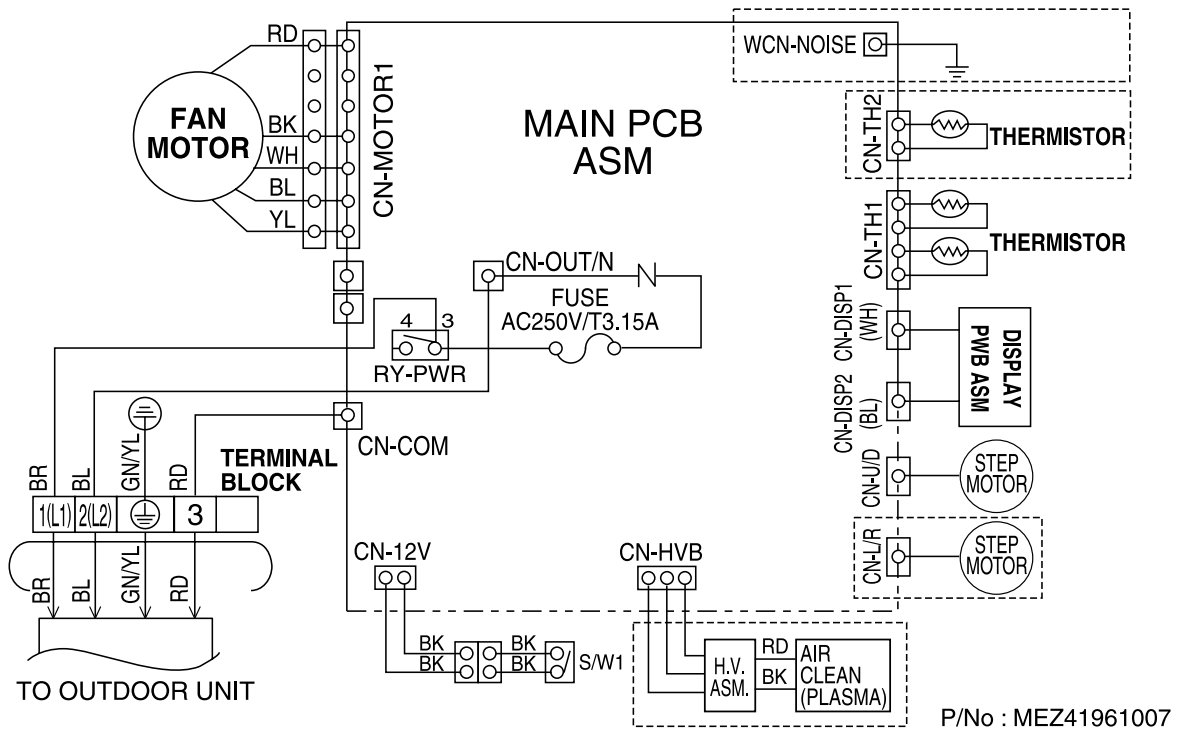 RD
FAN
MOTOR
BK
WH
BL
YL
CN-MOTOR1
MAIN PCB
ASM
WCN-NOISE
CN-TH2
THERMISTOR
CN-TH1
THERMISTOR
CN-OUT/N
N
FUSE
AC250V/T3.15A
4 3
RY-PWR
CN-DISP1
(WH)
CN-DISP2
(BL)
DISPLAY
PWB ASM
CN-COM
CN-U/D
STEP
MOTOR
CN-L/R
STEP
MOTOR
TERMINAL
BLOCK
BR
BL
GN/YL
RD
1(L1)
2(L2)
3
BR
BL
GN/YL
RD
TO OUTDOOR UNIT
CN-12V
BK
BK
BK
BK
S/W1
CN-HVB
H.V.
ASM.
RD
BK
AIR
CLEAN
(PLASMA)
P/No : MEZ41961007